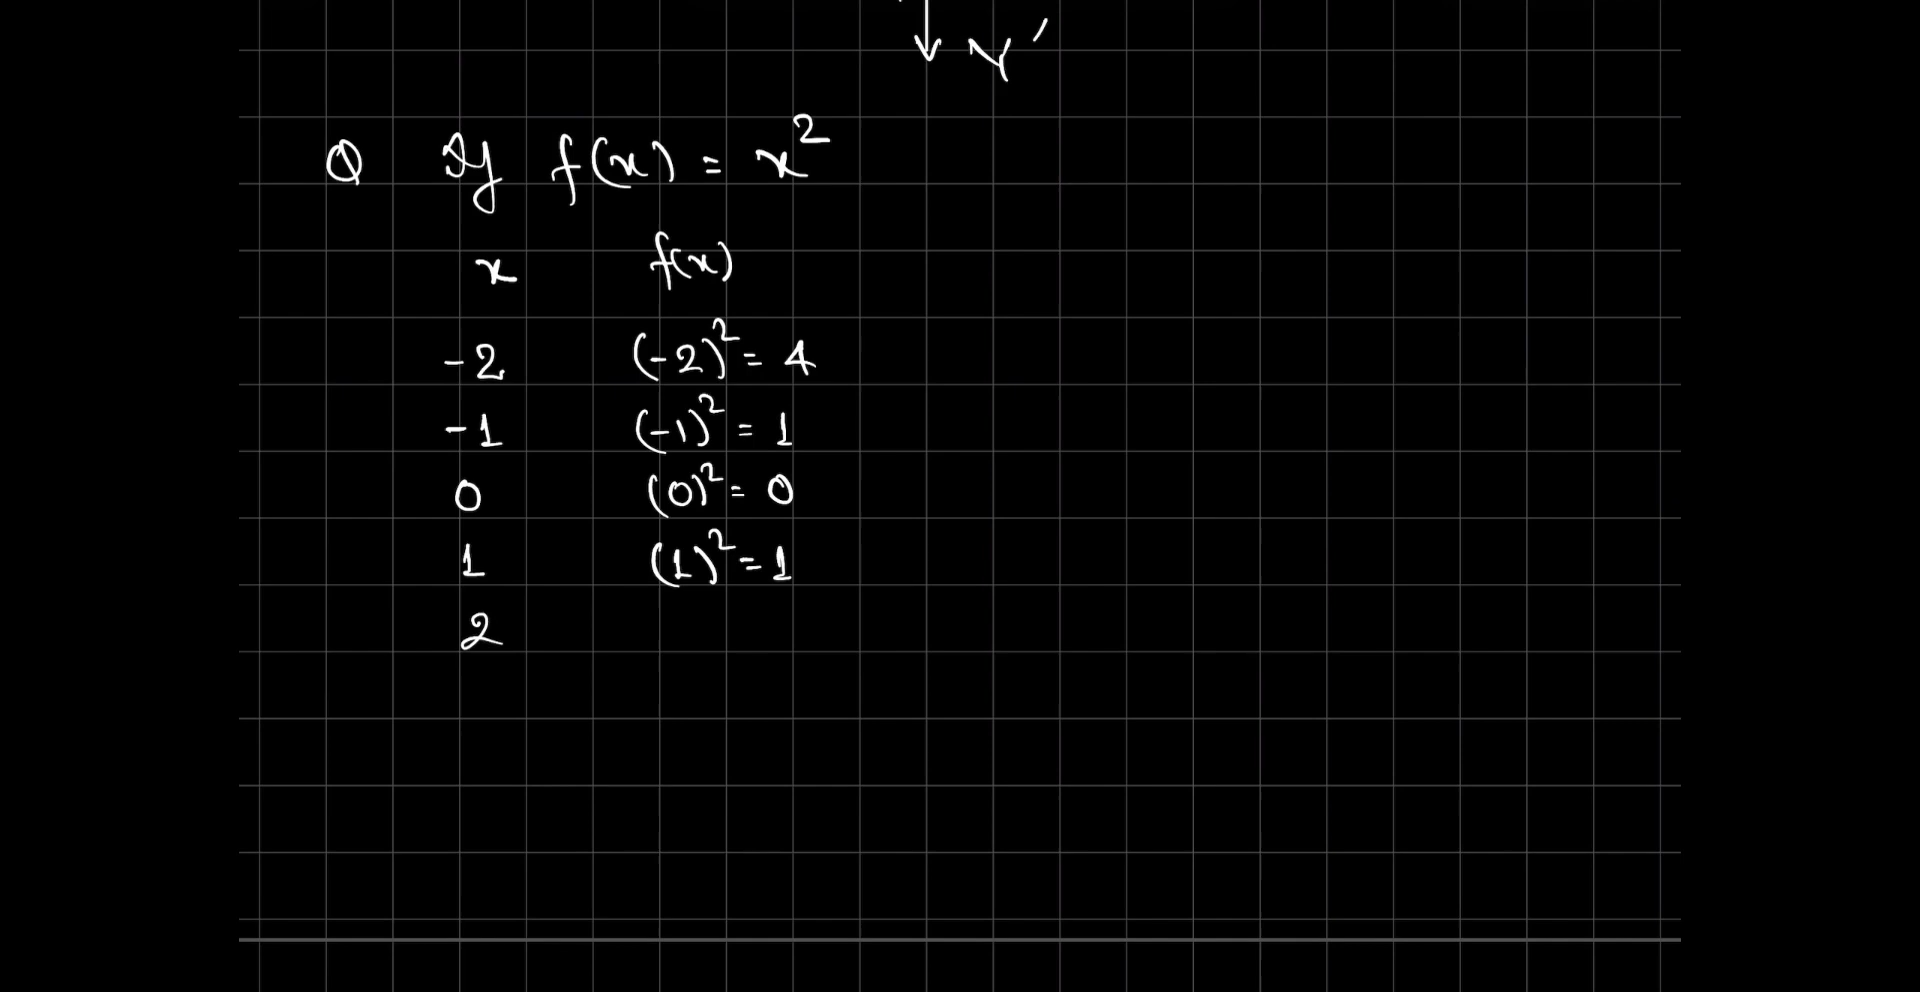 Y'
Q If f(x) = x²
x f(x)
-2 (-2)² = 4
-1 (-1)² = 1
0 (0)² = 0
1 (1)² = 1
2